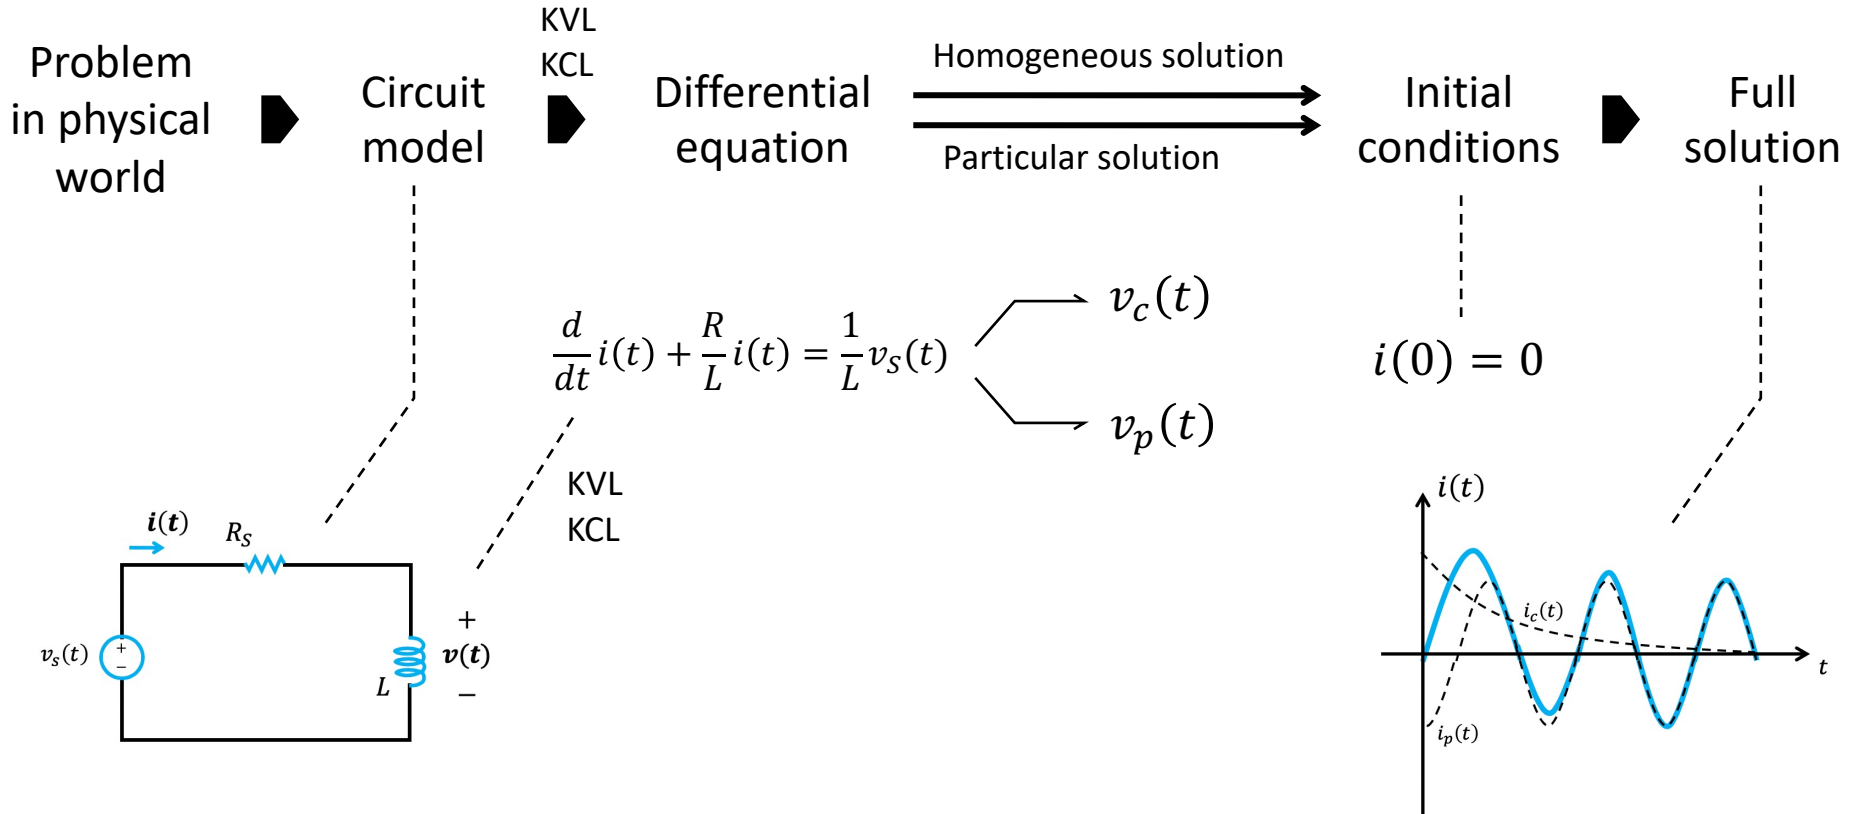 Problem
in physical
world
Circuit
model
KVL
KCL
Differential
equation
Homogeneous solution
Particular solution
Initial
conditions
Full
solution
d/dt i(t) + R/L i(t) = 1/L v_S(t)
v_c(t)
v_p(t)
i(0) = 0
KVL
KCL
i(t)
R_S
v_s(t)
+
−
L
+
v(t)
−
i(t)
i_c(t)
i_p(t)
t